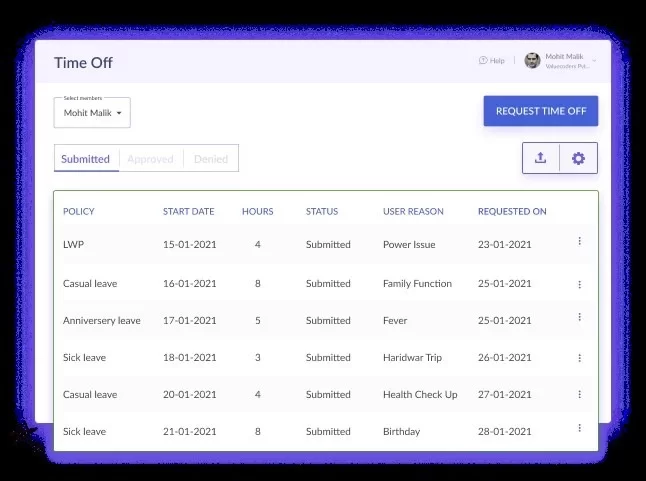 Time Off
Help
Mohit Malik
Valuecoders Pvt...
Select members
Mohit Malik
REQUEST TIME OFF
Submitted Approved Denied
POLICY START DATE HOURS STATUS USER REASON REQUESTED ON
LWP 15-01-2021 4 Submitted Power Issue 23-01-2021
Casual leave 16-01-2021 8 Submitted Family Function 25-01-2021
Anniversery leave 17-01-2021 5 Submitted Fever 25-01-2021
Sick leave 18-01-2021 3 Submitted Haridwar Trip 26-01-2021
Casual leave 20-01-2021 4 Submitted Health Check Up 27-01-2021
Sick leave 21-01-2021 8 Submitted Birthday 28-01-2021